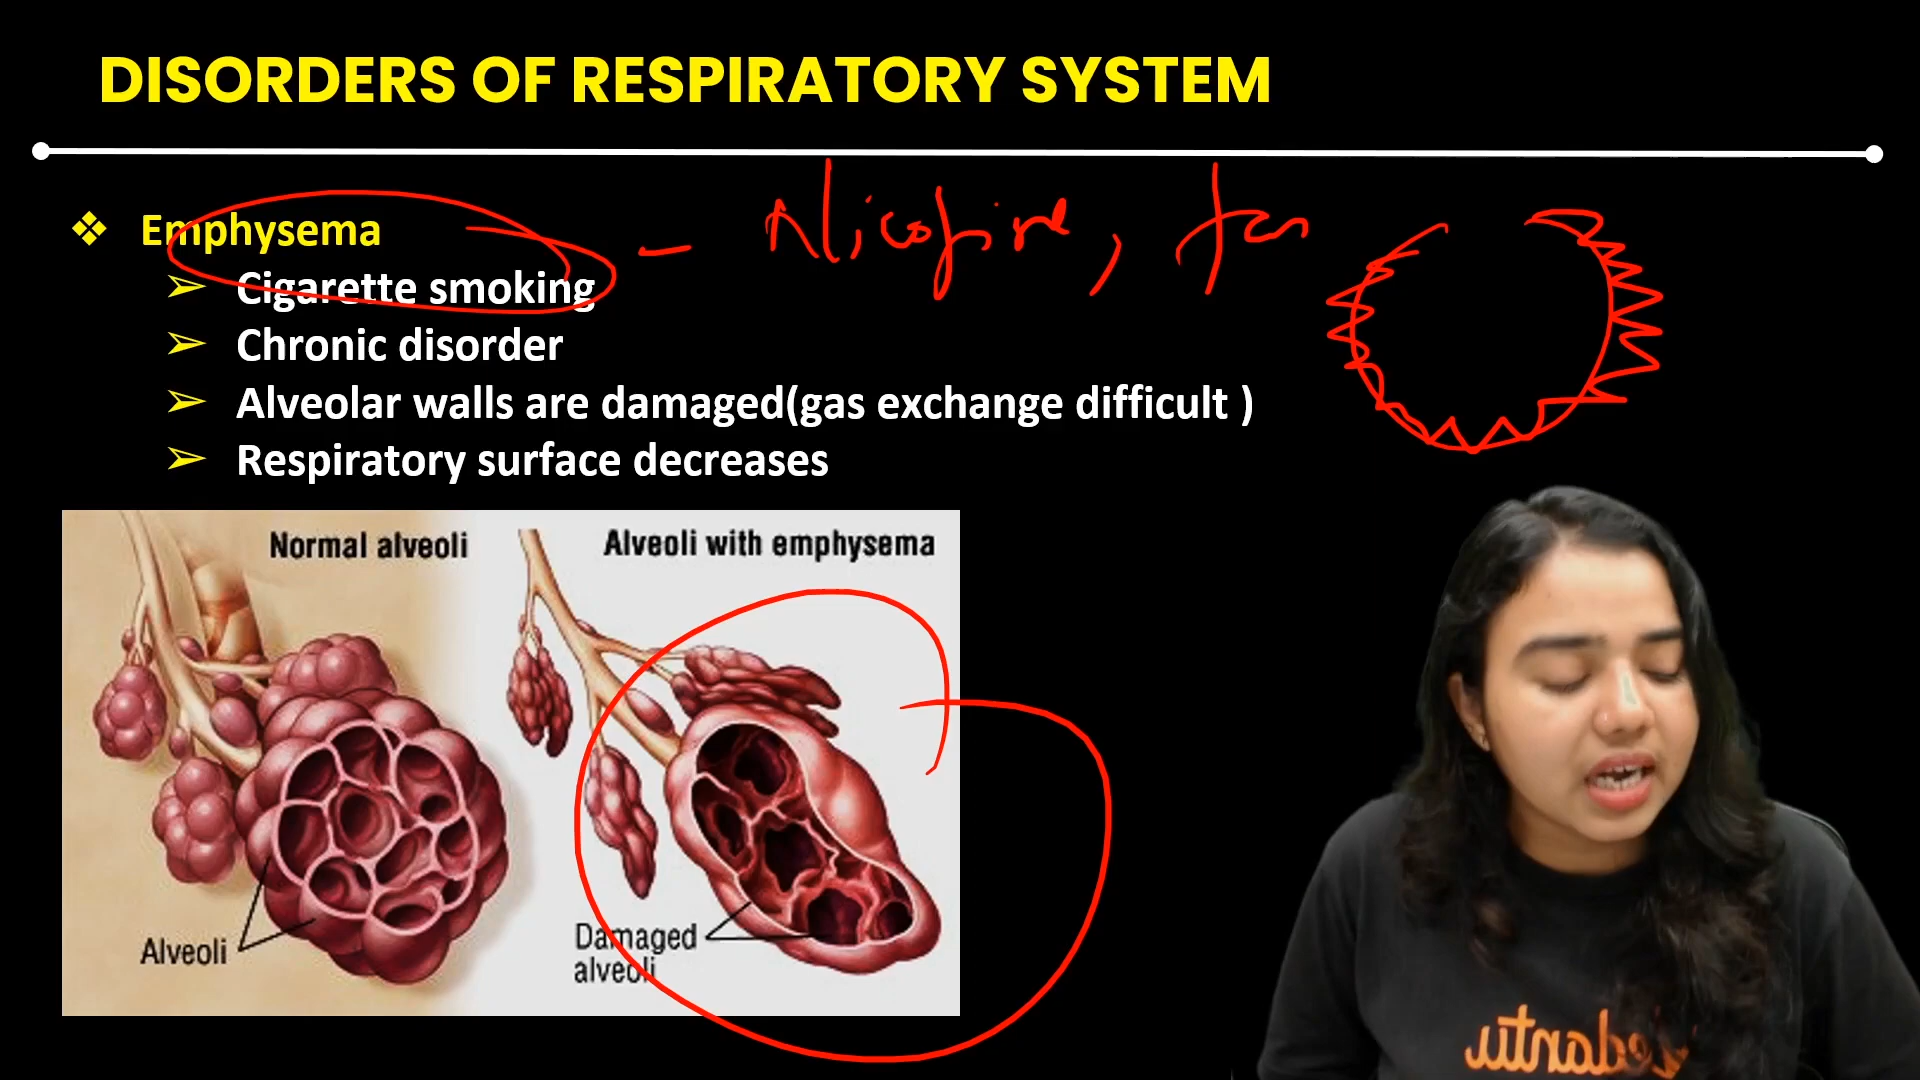 DISORDERS OF RESPIRATORY SYSTEM
❖ Emphysema
➢ Cigarette smoking
– Nicotine, tar
➢ Chronic disorder
➢ Alveolar walls are damaged(gas exchange difficult )
➢ Respiratory surface decreases
Normal alveoli
Alveoli with emphysema
Alveoli
Damaged
alveoli
Vedantu